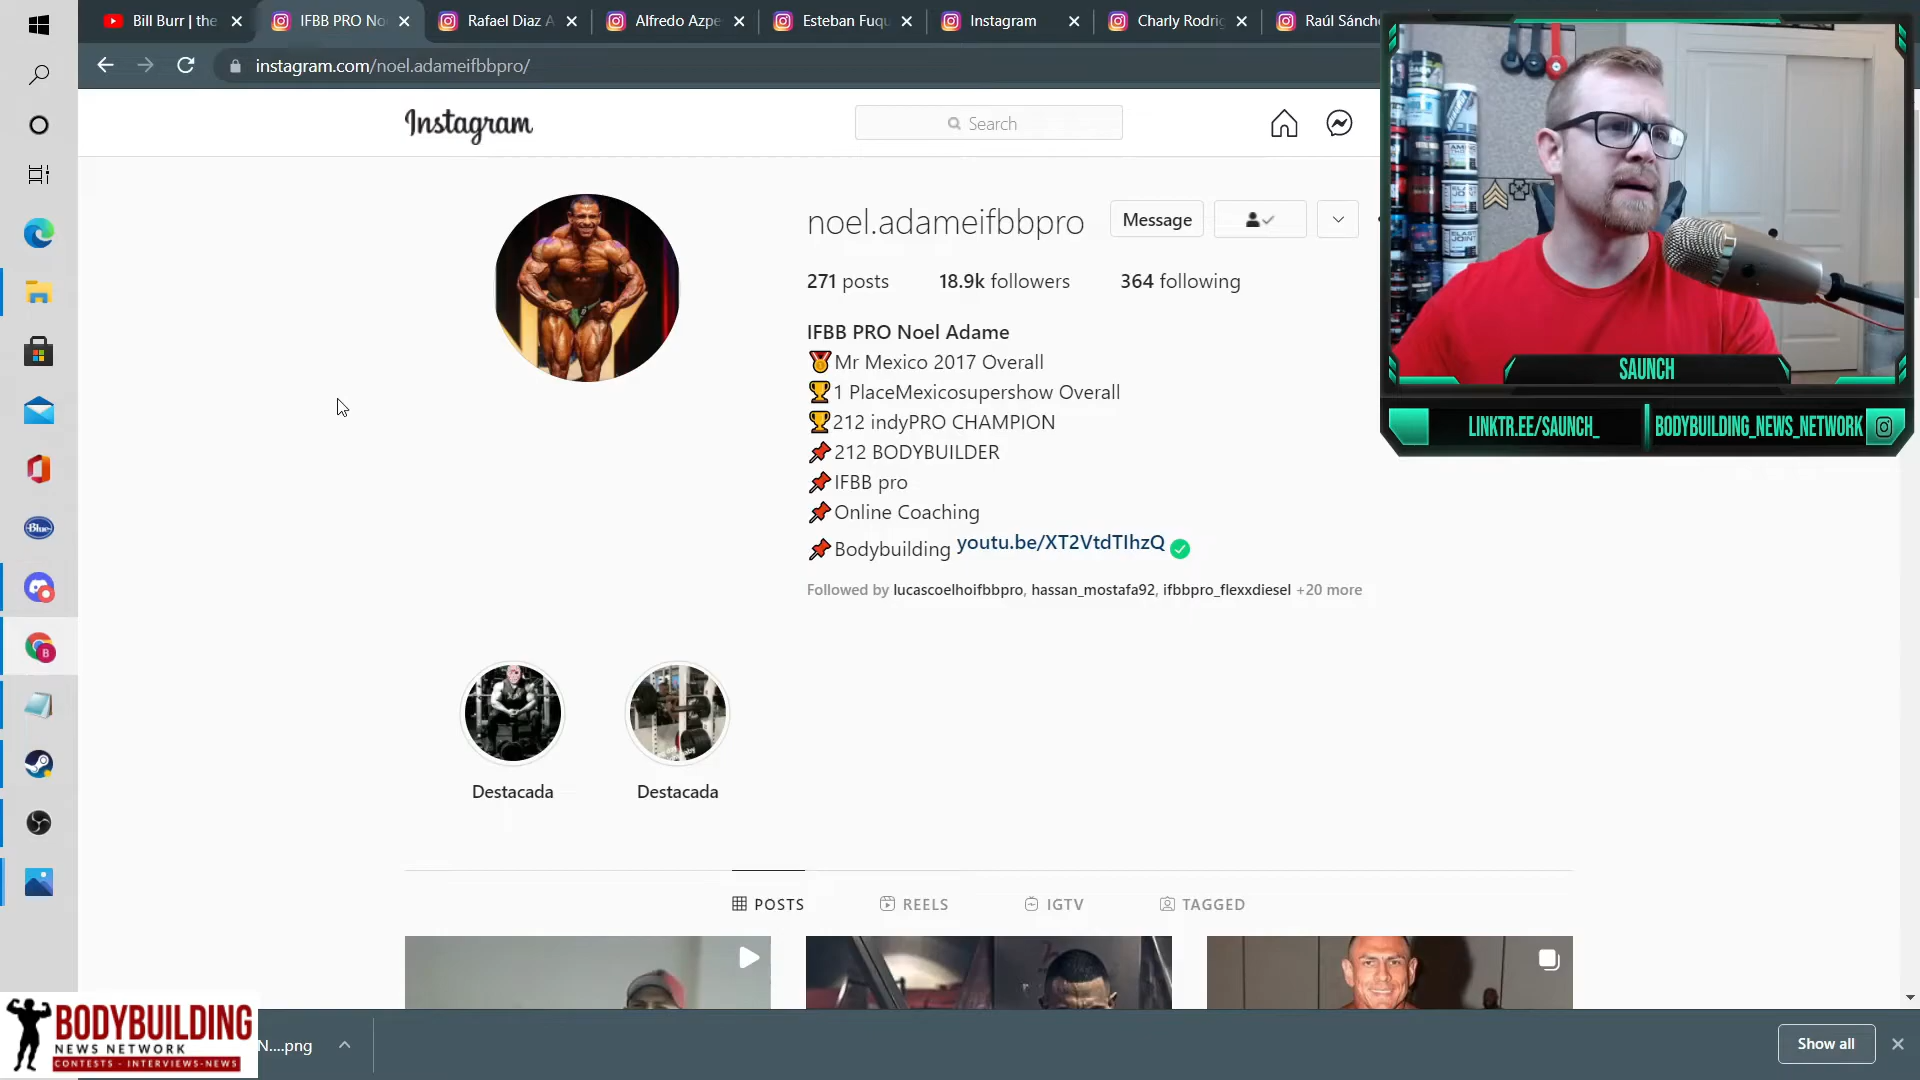 Bill Burr | the
IFBB PRO No
Rafael Diaz A
Alfredo Azpe
Esteban Fuqu
Instagram
Charly Rodrig
Raúl Sánche
instagram.com/noel.adameifbbpro/
Instagram
Search
noel.adameifbbpro
Message
271 posts 18.9k followers 364 following
IFBB PRO Noel Adame
🏅Mr Mexico 2017 Overall
🏆1 PlaceMexicosupershow Overall
🏆212 indyPRO CHAMPION
📌212 BODYBUILDER
📌IFBB pro
📌Online Coaching
📌Bodybuilding youtu.be/XT2VtdTIhzQ
Followed by lucascoelhoifbbpro, hassan_mostafa92, ifbbpro_flexxdiesel +20 more
Destacada
Destacada
POSTS
REELS
IGTV
TAGGED
SAUNCH
LINKTR.EE/SAUNCH_
BODYBUILDING_NEWS_NETWORK
Blue
B
BODYBUILDING
NEWS NETWORK
CONTESTS - INTERVIEWS-NEWS
N....png
Show all